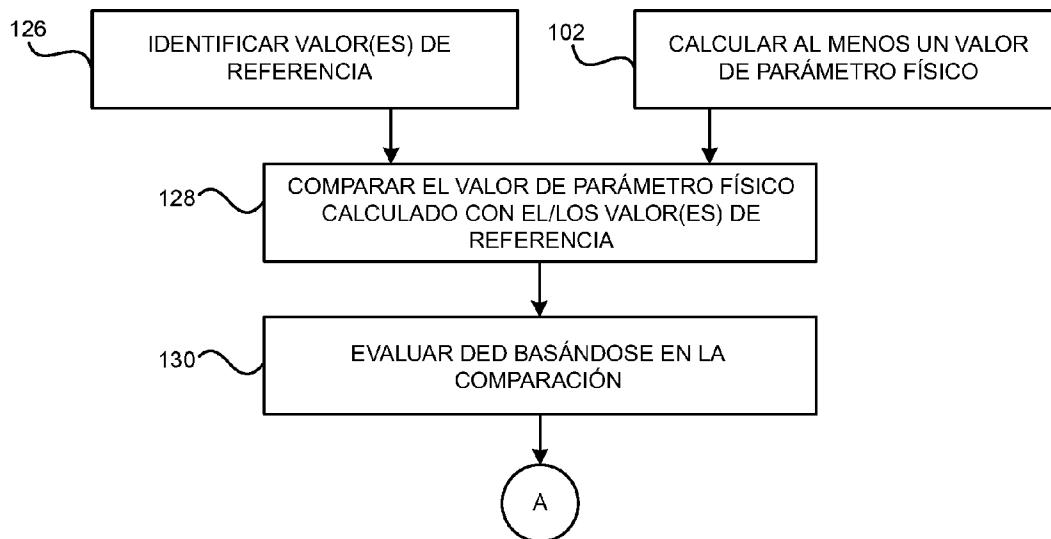 126
IDENTIFICAR VALOR(ES) DE
REFERENCIA
102
CALCULAR AL MENOS UN VALOR
DE PARÁMETRO FÍSICO
128
COMPARAR EL VALOR DE PARÁMETRO FÍSICO
CALCULADO CON EL/LOS VALOR(ES) DE
REFERENCIA
130
EVALUAR DED BASÁNDOSE EN LA
COMPARACIÓN
A